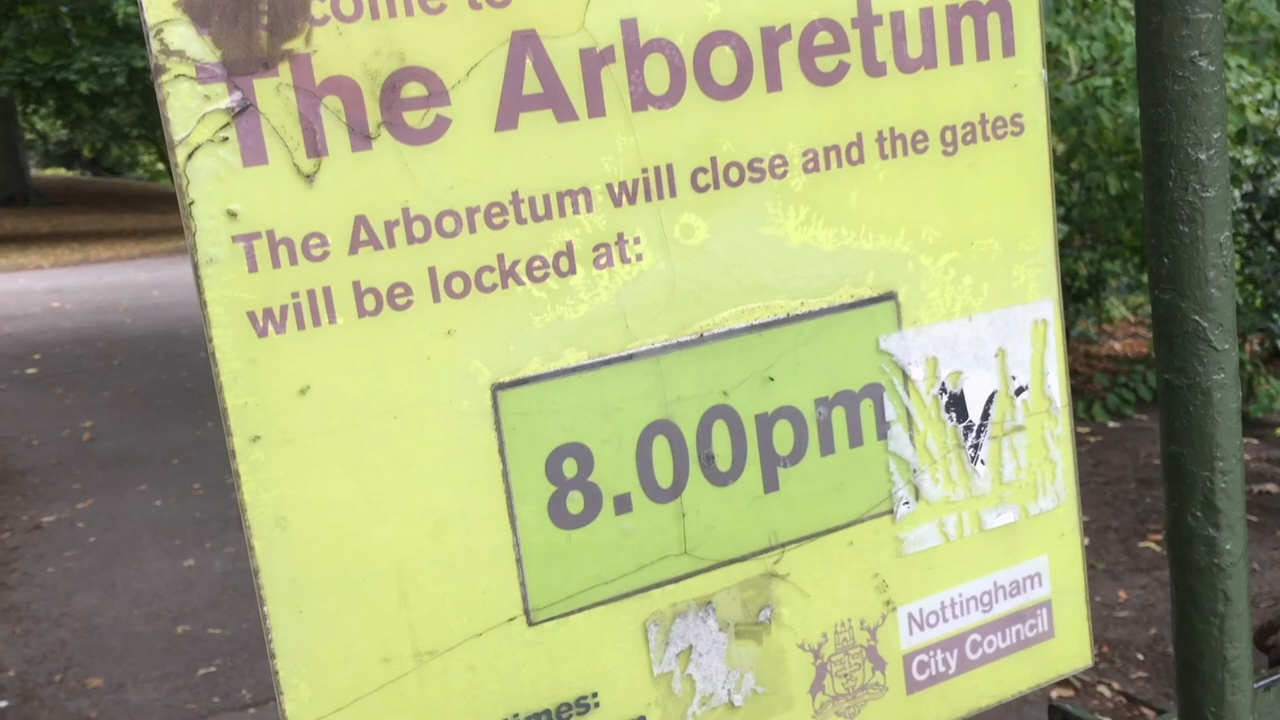 come to
The Arboretum
The Arboretum will close and the gates
will be locked at:
8.00pm
Nottingham
City Council